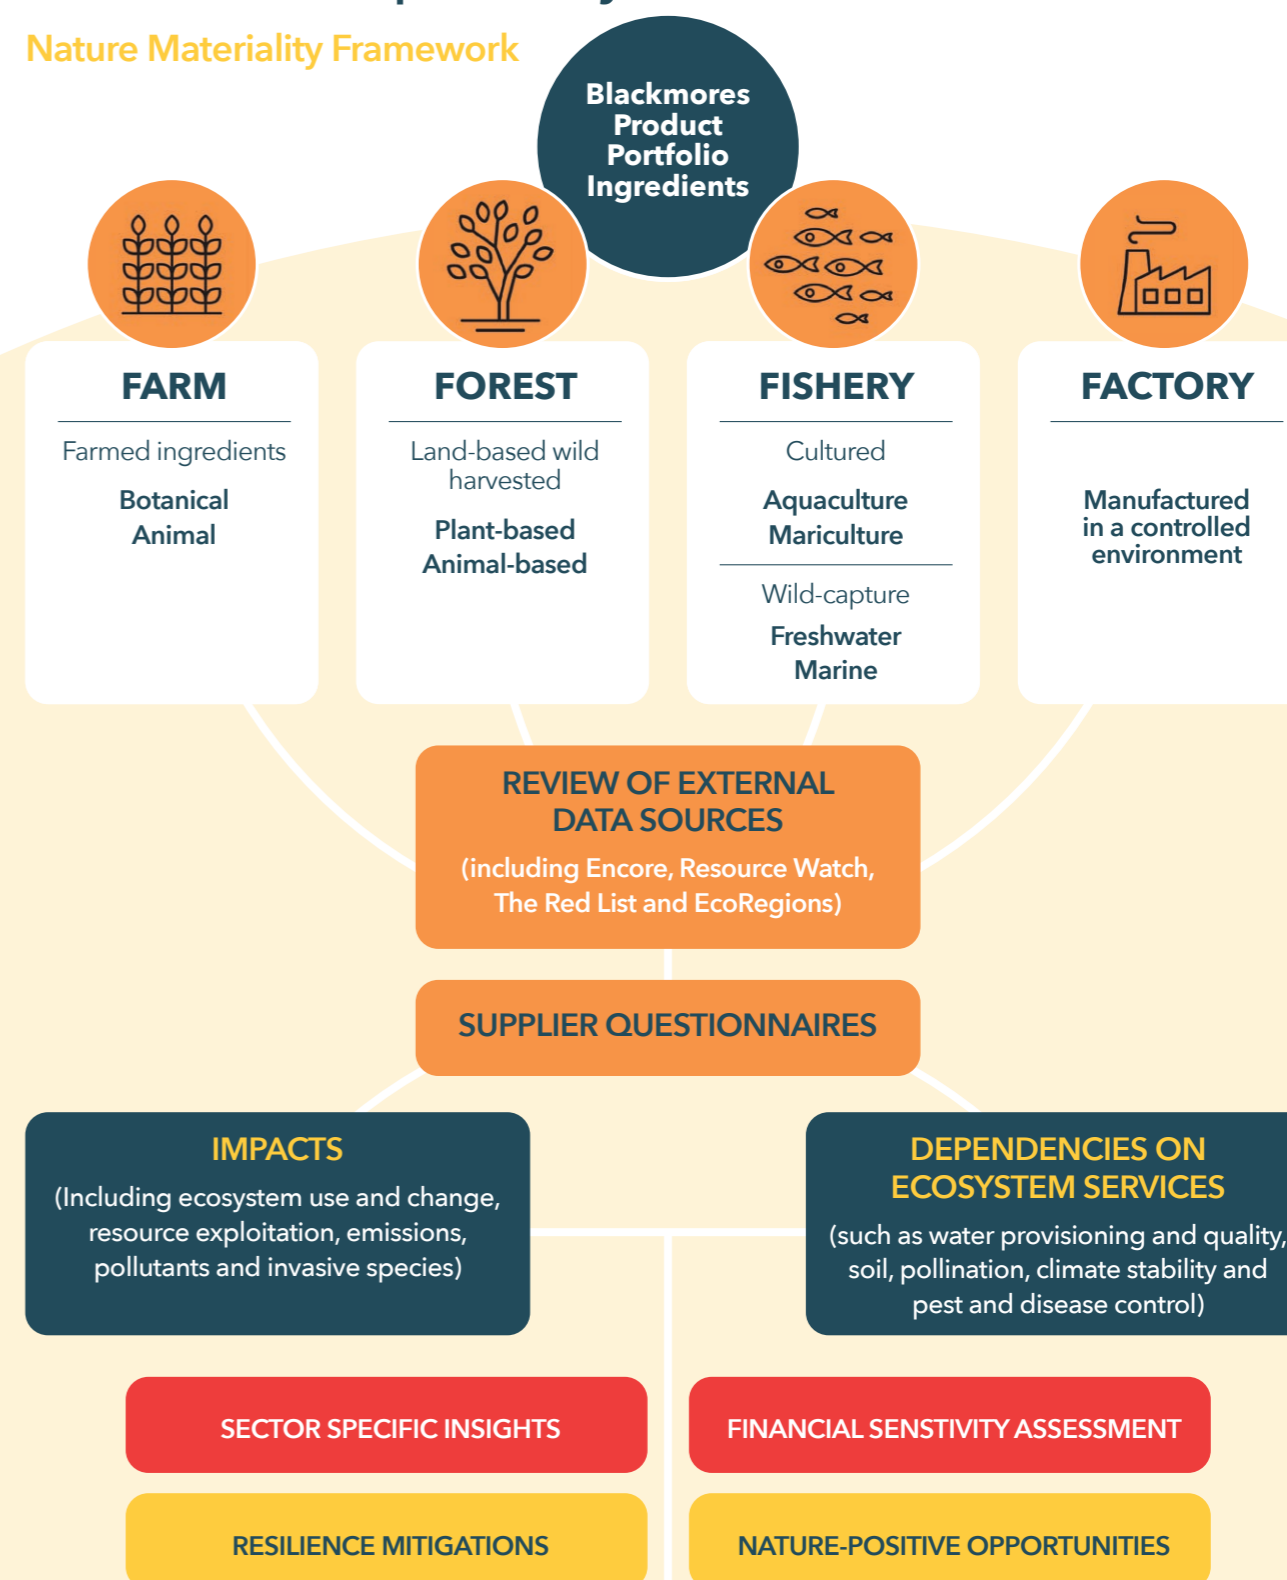 Nature Materiality Framework
Blackmores
Product
Portfolio
Ingredients
FARM
Farmed ingredients
Botanical
Animal
FOREST
Land-based wild
harvested
Plant-based
Animal-based
FISHERY
Cultured
Aquaculture
Mariculture
Wild-capture
Freshwater
Marine
FACTORY
Manufactured
in a controlled
environment
REVIEW OF EXTERNAL
DATA SOURCES
(including Encore, Resource Watch,
The Red List and EcoRegions)
SUPPLIER QUESTIONNAIRES
IMPACTS
(Including ecosystem use and change,
resource exploitation, emissions,
pollutants and invasive species)
DEPENDENCIES ON
ECOSYSTEM SERVICES
(such as water provisioning and quality,
soil, pollination, climate stability and
pest and disease control)
SECTOR SPECIFIC INSIGHTS
FINANCIAL SENSTIVITY ASSESSMENT
RESILIENCE MITIGATIONS
NATURE-POSITIVE OPPORTUNITIES